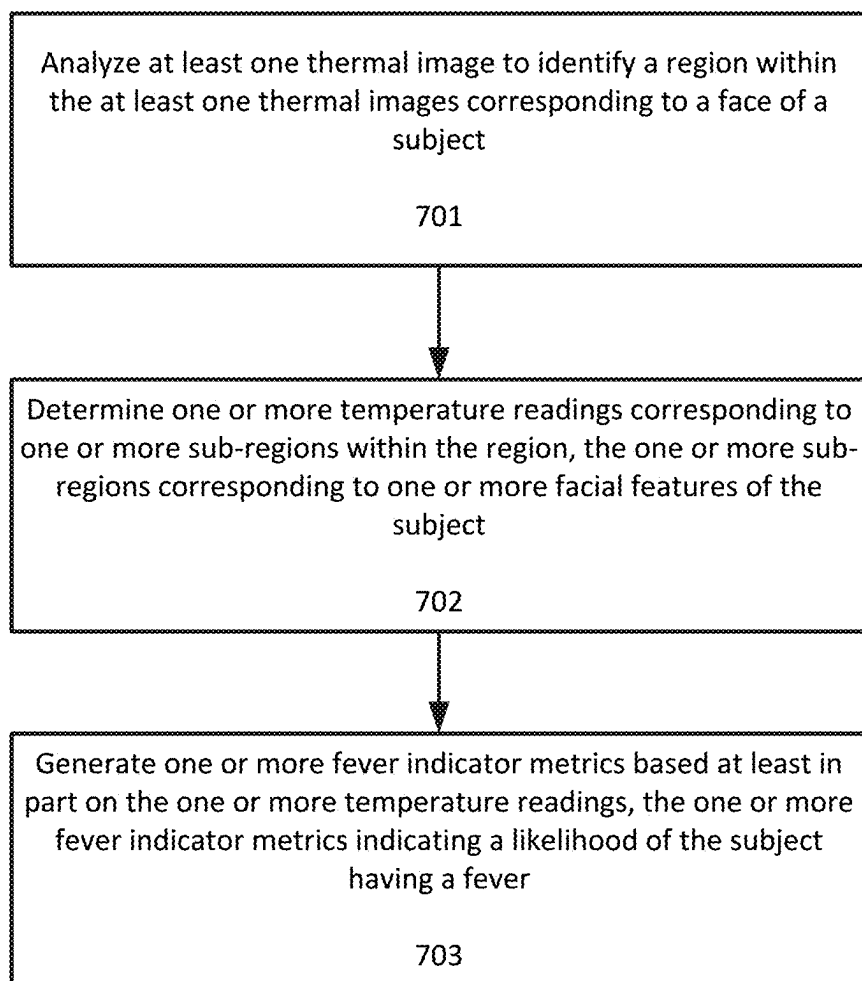 Analyze at least one thermal image to identify a region within
the at least one thermal images corresponding to a face of a
subject
701
Determine one or more temperature readings corresponding to
one or more sub-regions within the region, the one or more sub-
regions corresponding to one or more facial features of the
subject
702
Generate one or more fever indicator metrics based at least in
part on the one or more temperature readings, the one or more
fever indicator metrics indicating a likelihood of the subject
having a fever
703